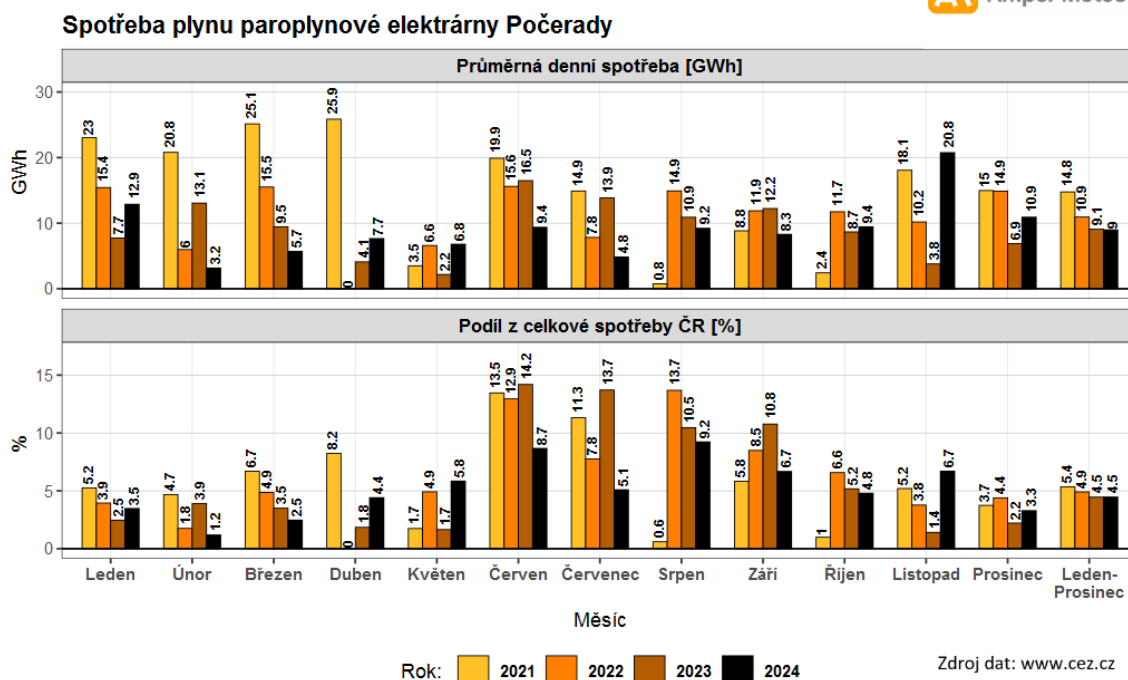 Spotřeba plynu paroplynové elektrárny Počerady
Průměrná denní spotřeba [GWh]
GWh
30
20
10
0
23 15.4 7.7 12.9
20.8 6 13.1 3.2
25.1 15.5 9.5 5.7
25.9 0 4.1 7.7
3.5 6.6 2.2 6.8
19.9 15.6 16.5 9.4
14.9 7.8 13.9 4.8
0.8 14.9 10.9 9.2
8.8 11.9 12.2 8.3
2.4 11.7 8.7 9.4
18.1 10.2 3.8 20.8
15 14.9 6.9 10.9
14.8 10.9 9.1 9
Podíl z celkové spotřeby ČR [%]
%
15
10
5
0
5.2 3.9 2.5 3.5
4.7 1.8 3.9 1.2
6.7 4.9 3.5 2.5
8.2 0 1.8 4.4
1.7 4.9 1.7 5.8
13.5 12.9 14.2 8.7
11.3 7.8 13.7 5.1
0.6 13.7 10.5 9.2
5.8 8.5 10.8 6.7
1 6.6 5.2 4.8
5.2 3.8 1.4 6.7
3.7 4.4 2.2 3.3
5.4 4.9 4.5 4.5
Leden Únor Březen Duben Květen Červen Červenec Srpen Září Říjen Listopad Prosinec Leden-
Prosinec
Měsíc
Rok: 2021 2022 2023 2024
Zdroj dat: www.cez.cz